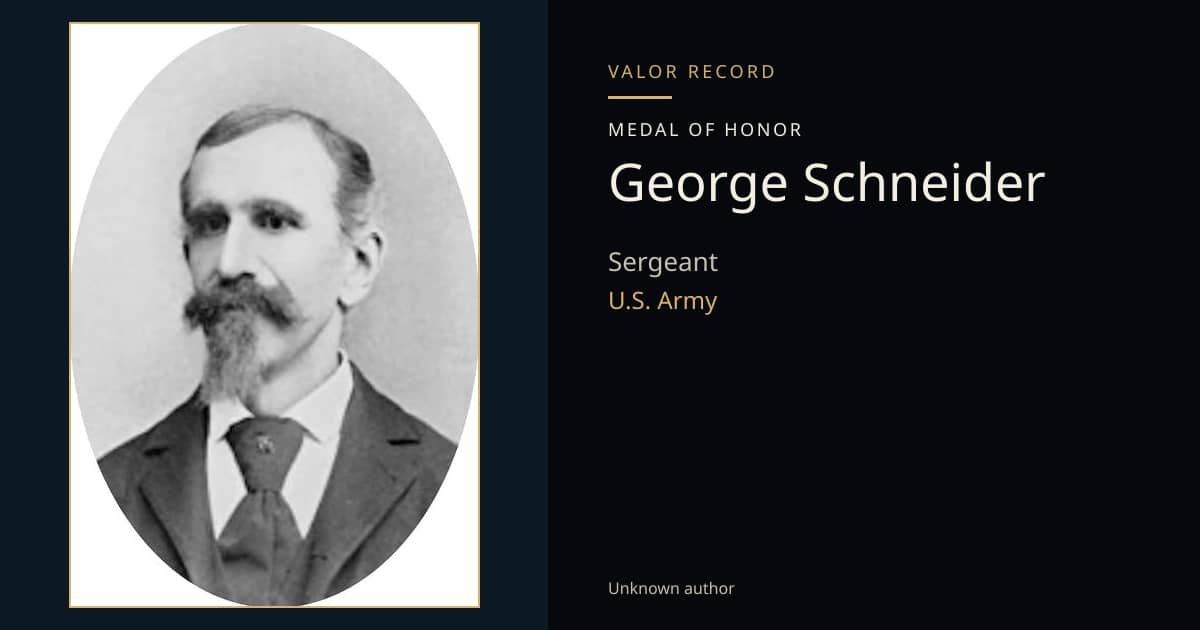 VALOR RECORD
MEDAL OF HONOR
George Schneider
Sergeant
U.S. Army
Unknown author